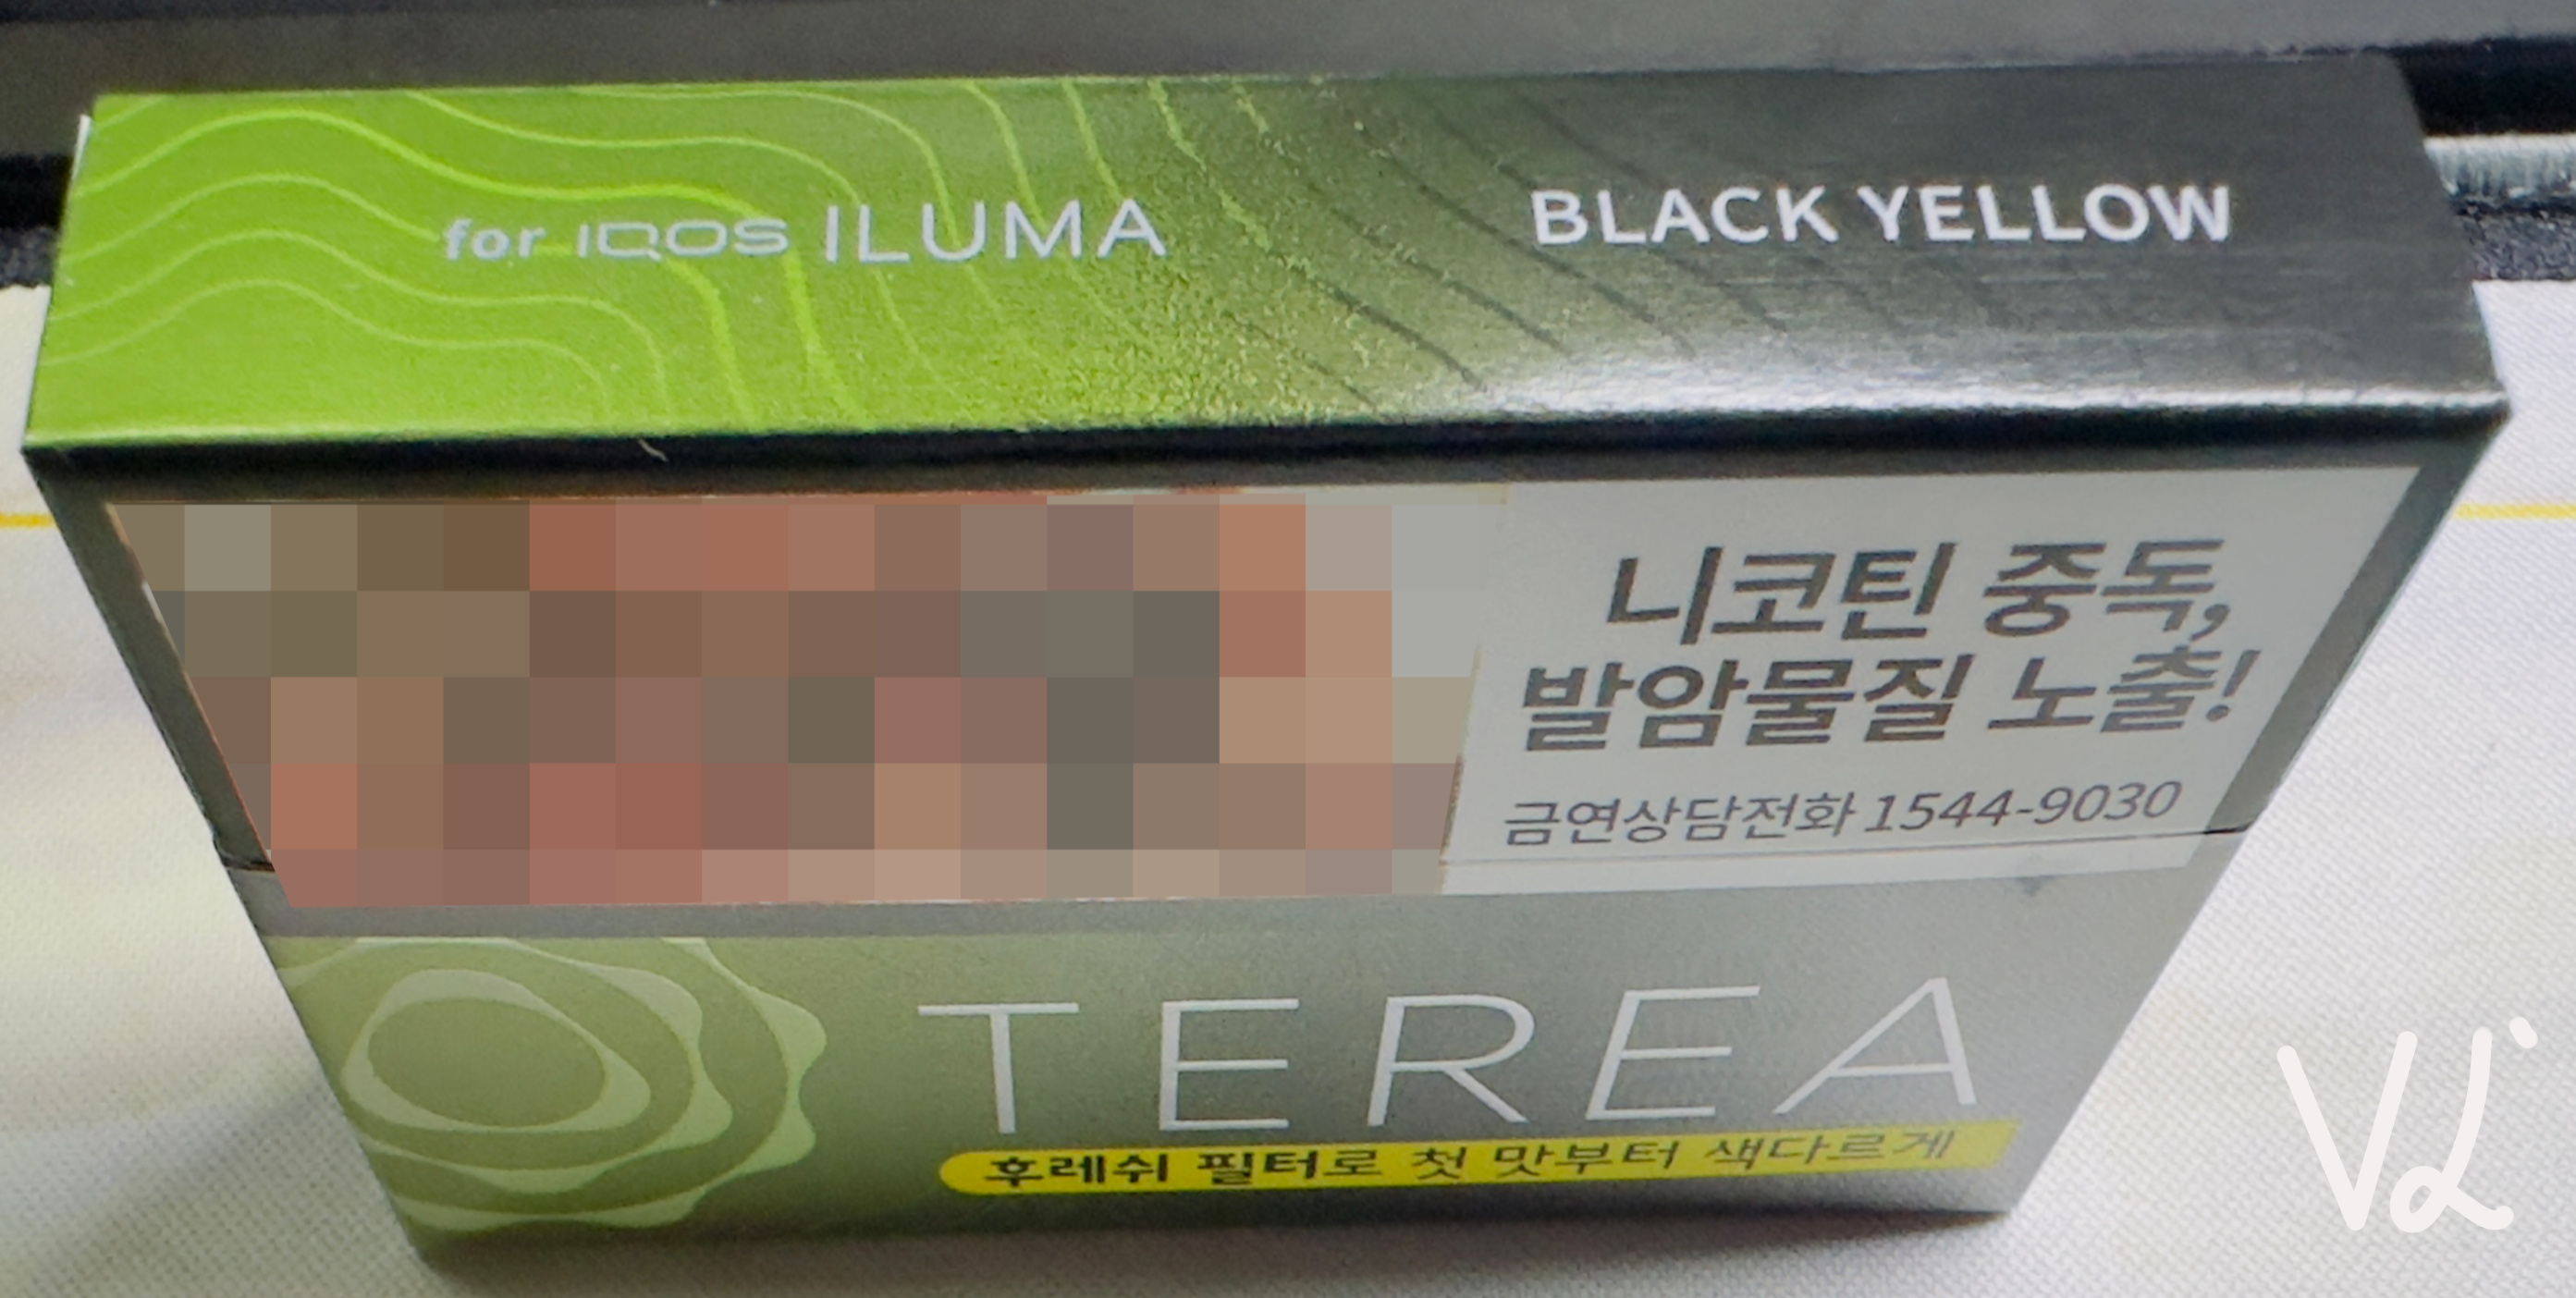 for IQOS ILUMA
BLACK YELLOW
니코틴 중독,
발암물질 노출!
금연상담전화 1544-9030
TEREA
후레쉬 필터로 첫 맛부터 색다르게